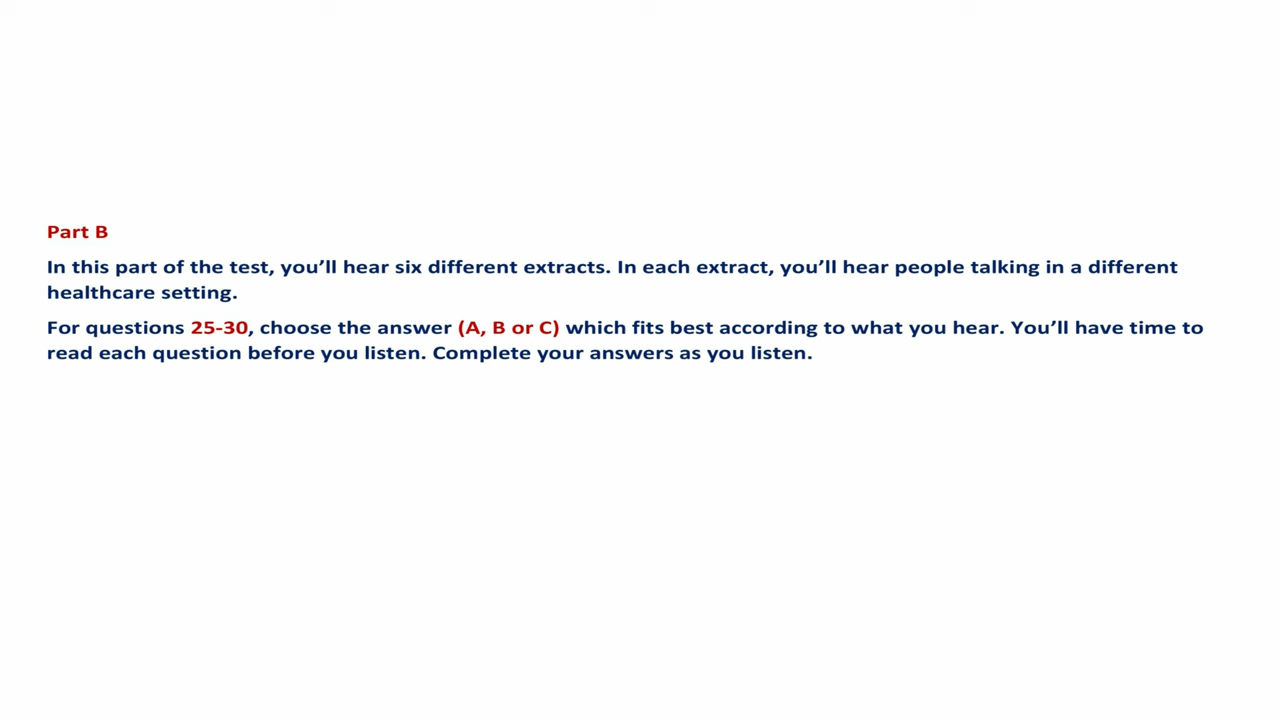 Part B
In this part of the test, you’ll hear six different extracts. In each extract, you’ll hear people talking in a different
healthcare setting.
For questions 25-30, choose the answer (A, B or C) which fits best according to what you hear. You’ll have time to
read each question before you listen. Complete your answers as you listen.